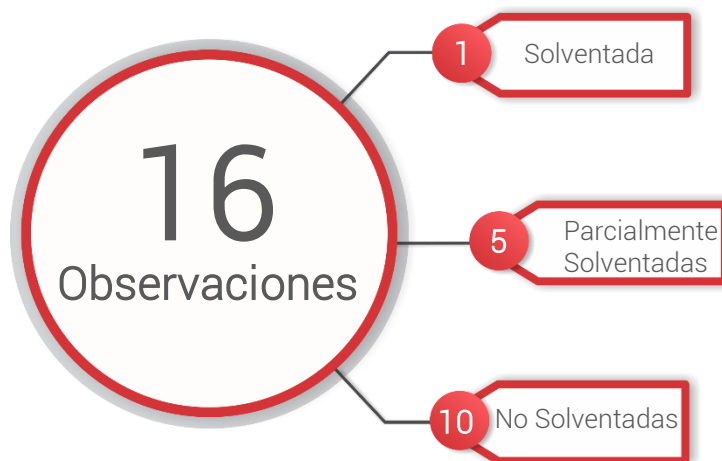 16
Observaciones
1
Solventada
5
Parcialmente
Solventadas
10
No Solventadas